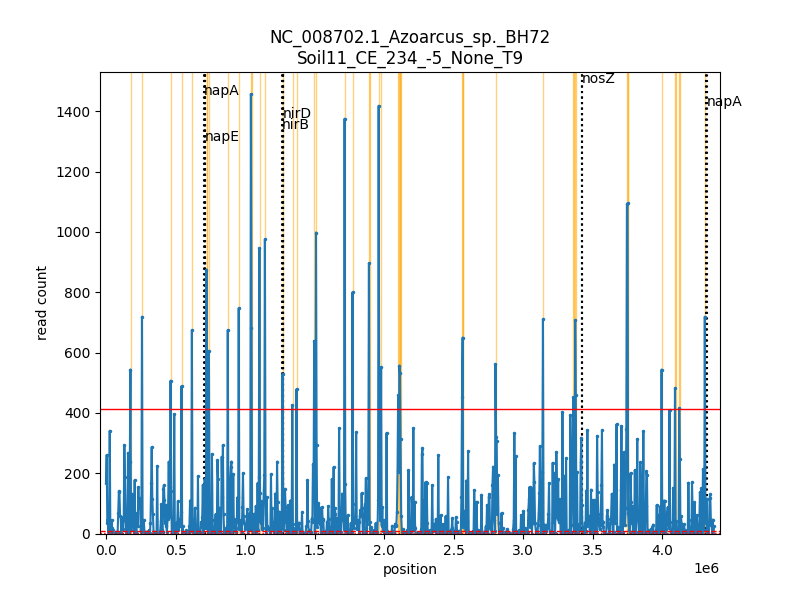 NC_008702.1_Azoarcus_sp._BH72
Soil11_CE_234_-5_None_T9
nosZ
napA
napA
nirD
nirB
napE
1400
1200
1000
800
600
400
200
0
read count
0.0 0.5 1.0 1.5 2.0 2.5 3.0 3.5 4.0
1e6
position